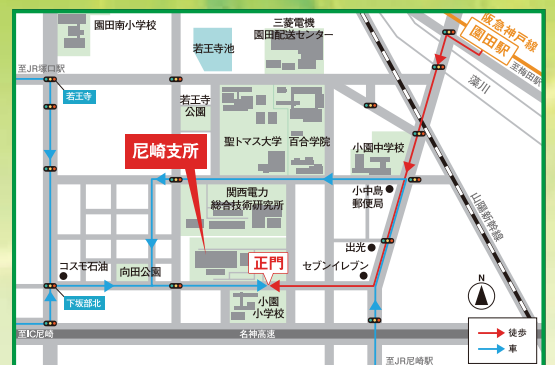 園田南小学校
三菱電機
園田配送センター
若王寺池
阪急神戸線
園田駅
至梅田駅
藻川
至JR塚口駅
若王寺
若王寺
公園
聖トマス大学
百合学院
小園中学校
尼崎支所
関西電力
総合技術研究所
小中島
郵便局
山陽新幹線
出光
正門
セブンイレブン
コスモ石油
向田公園
下坂部北
小園
小学校
N
徒歩
車
至IC尼崎
名神高速
至JR尼崎駅